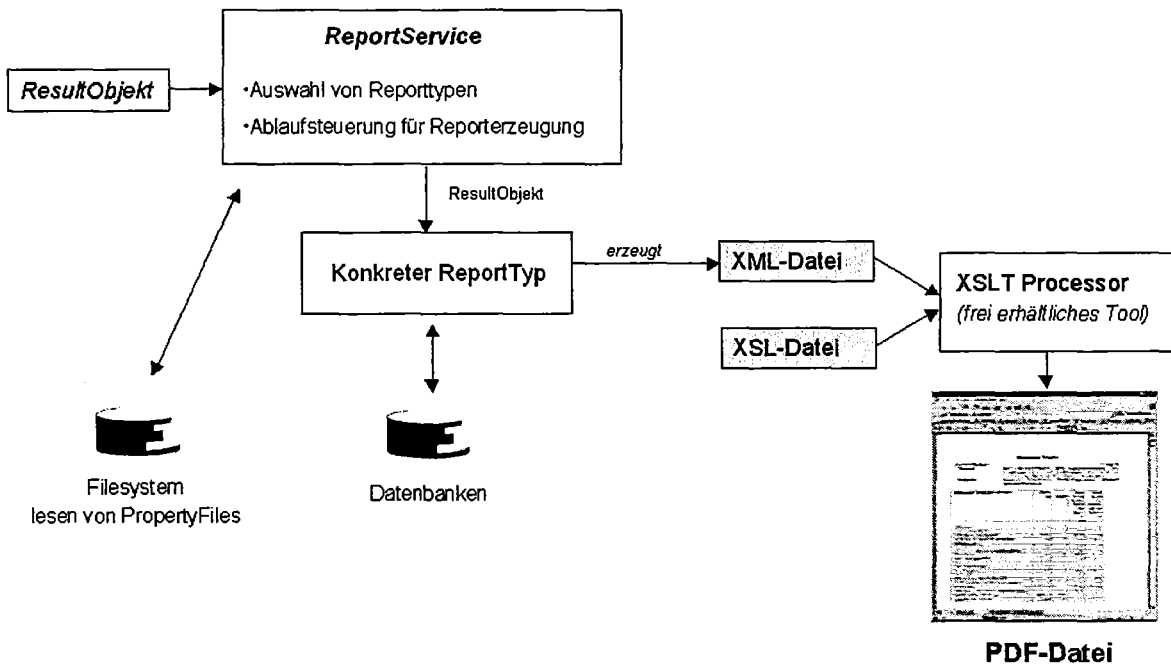 ReportService
ResultObjekt
•Auswahl von Reporttypen
•Ablaufsteuerung für Reporterzeugung
ResultObjekt
Konkreter ReportTyp
erzeugt
XML-Datei
XSL-Datei
XSLT Processor
(frei erhältliches Tool)
Filesystem
lesen von PropertyFiles
Datenbanken
PDF-Datei